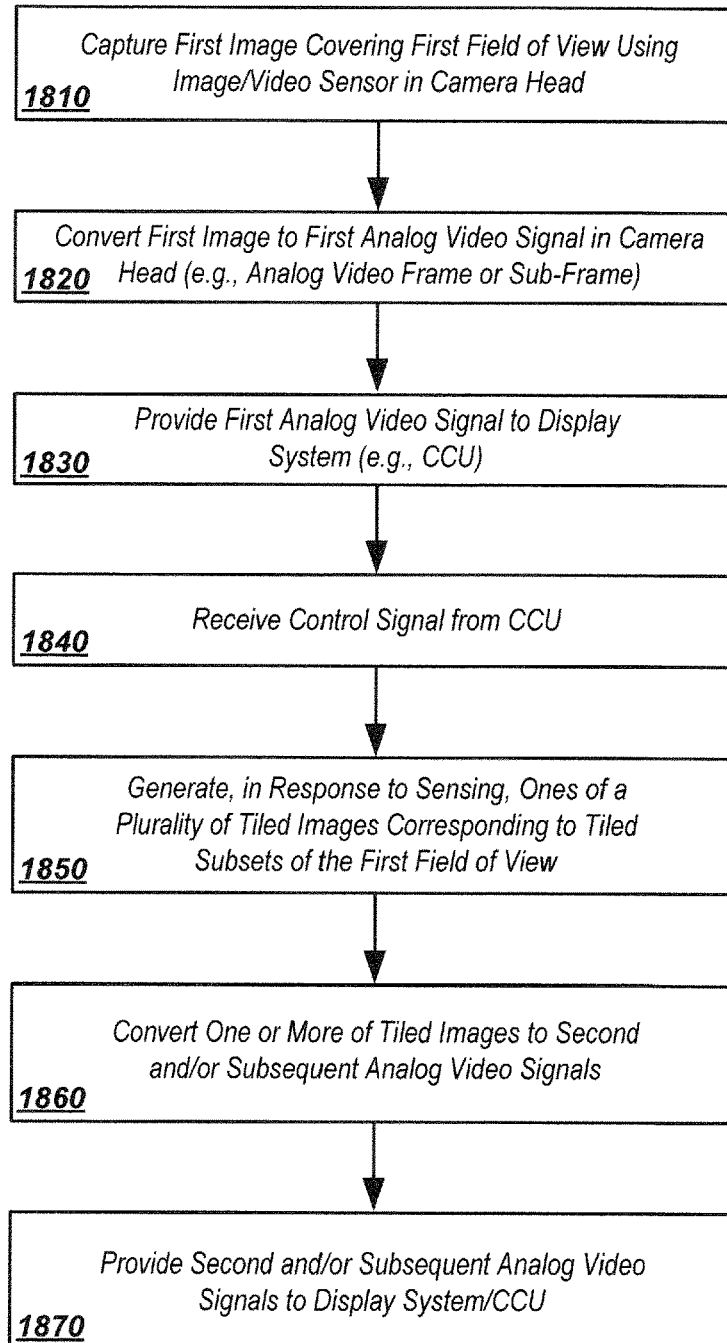 Capture First Image Covering First Field of View Using
Image/Video Sensor in Camera Head
1810
Convert First Image to First Analog Video Signal in Camera
Head (e.g., Analog Video Frame or Sub-Frame)
1820
Provide First Analog Video Signal to Display
System (e.g., CCU)
1830
Receive Control Signal from CCU
1840
Generate, in Response to Sensing, Ones of a
Plurality of Tiled Images Corresponding to Tiled
Subsets of the First Field of View
1850
Convert One or More of Tiled Images to Second
and/or Subsequent Analog Video Signals
1860
Provide Second and/or Subsequent Analog Video
Signals to Display System/CCU
1870